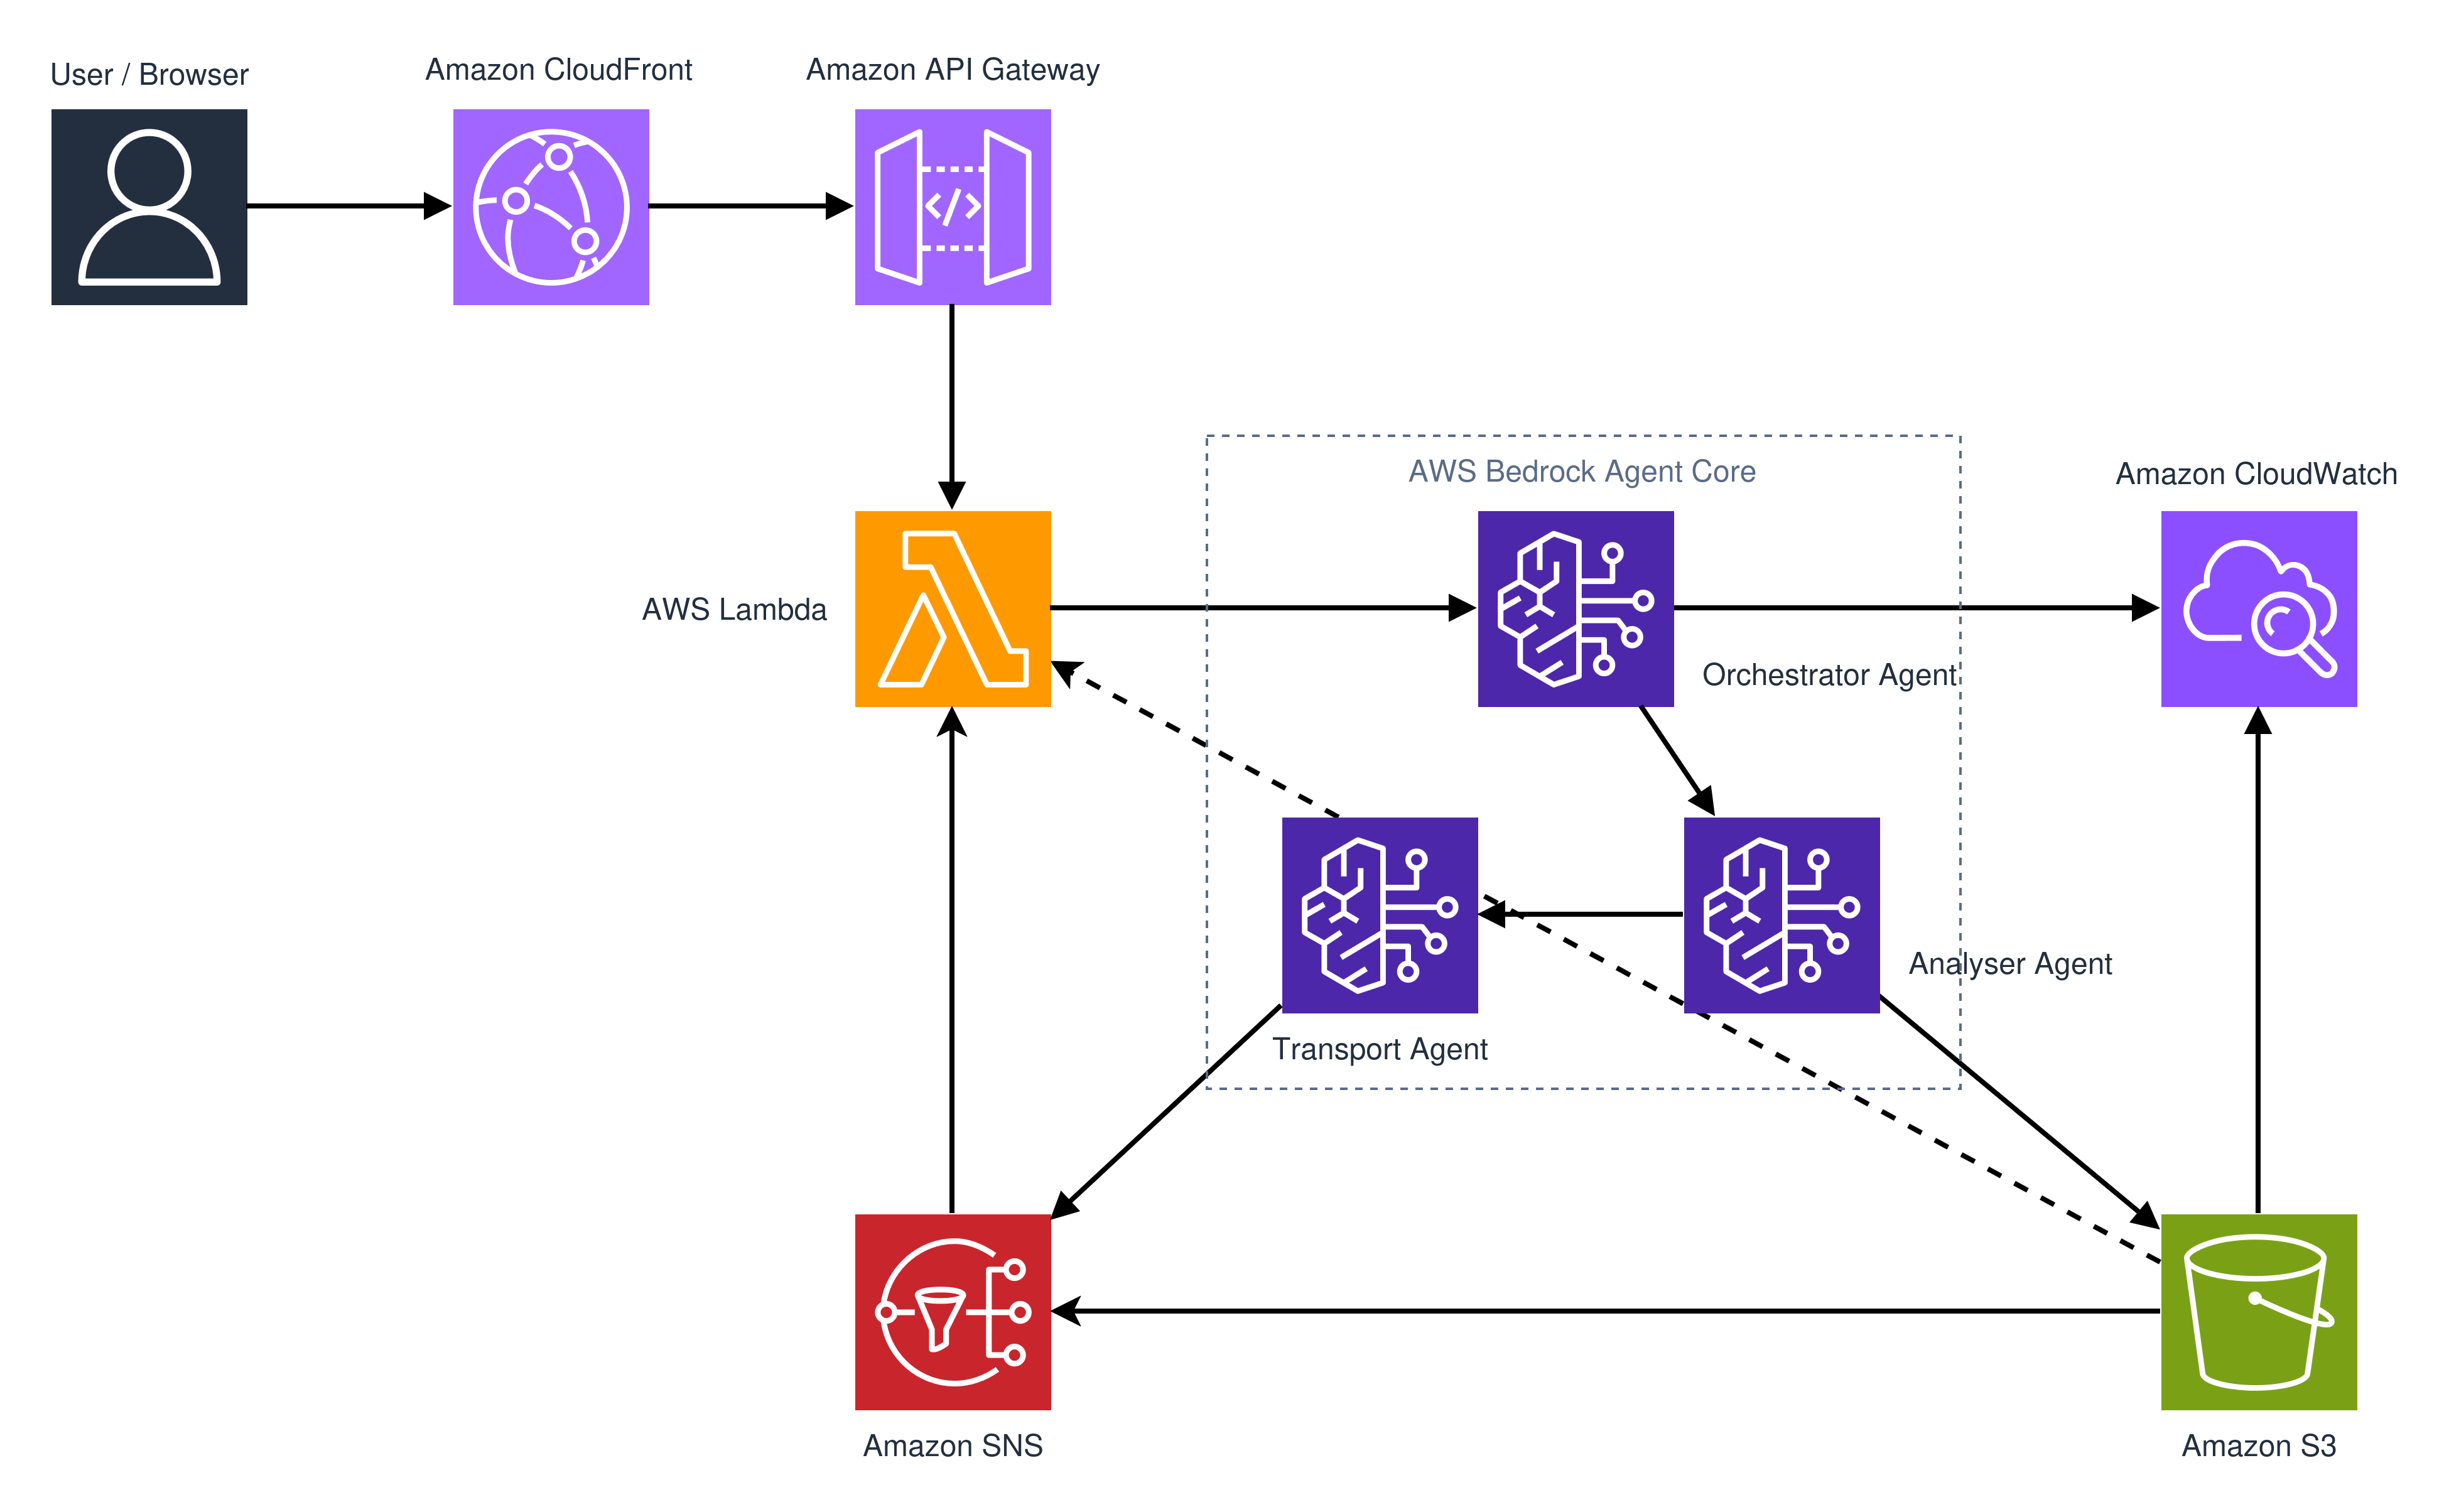 User / Browser
Amazon CloudFront
Amazon API Gateway
AWS Bedrock Agent Core
Amazon CloudWatch
AWS Lambda
Orchestrator Agent
Analyser Agent
Transport Agent
Amazon SNS
Amazon S3